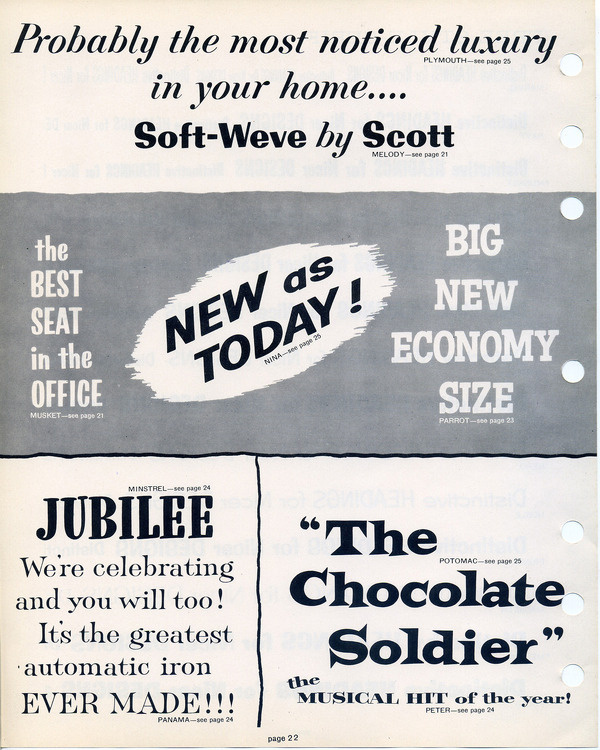 Probably the most noticed luxury
PLYMOUTH—see page 25
in your home....
Soft-Weve by Scott
MELODY—see page 21
the
BEST
SEAT
in the
OFFICE
MUSKET—see page 21
NEW as
TODAY!
NINA—see page 25
BIG
NEW
ECONOMY
SIZE
PARROT—see page 23
MINSTREL—see page 24
JUBILEE
We're celebrating
and you will too!
It's the greatest
automatic iron
EVER MADE!!!
PANAMA—see page 24
“The
POTOMAC—see page 25
Chocolate
Soldier”
the
MUSICAL HIT of the year!
PETER—see page 24
page 22